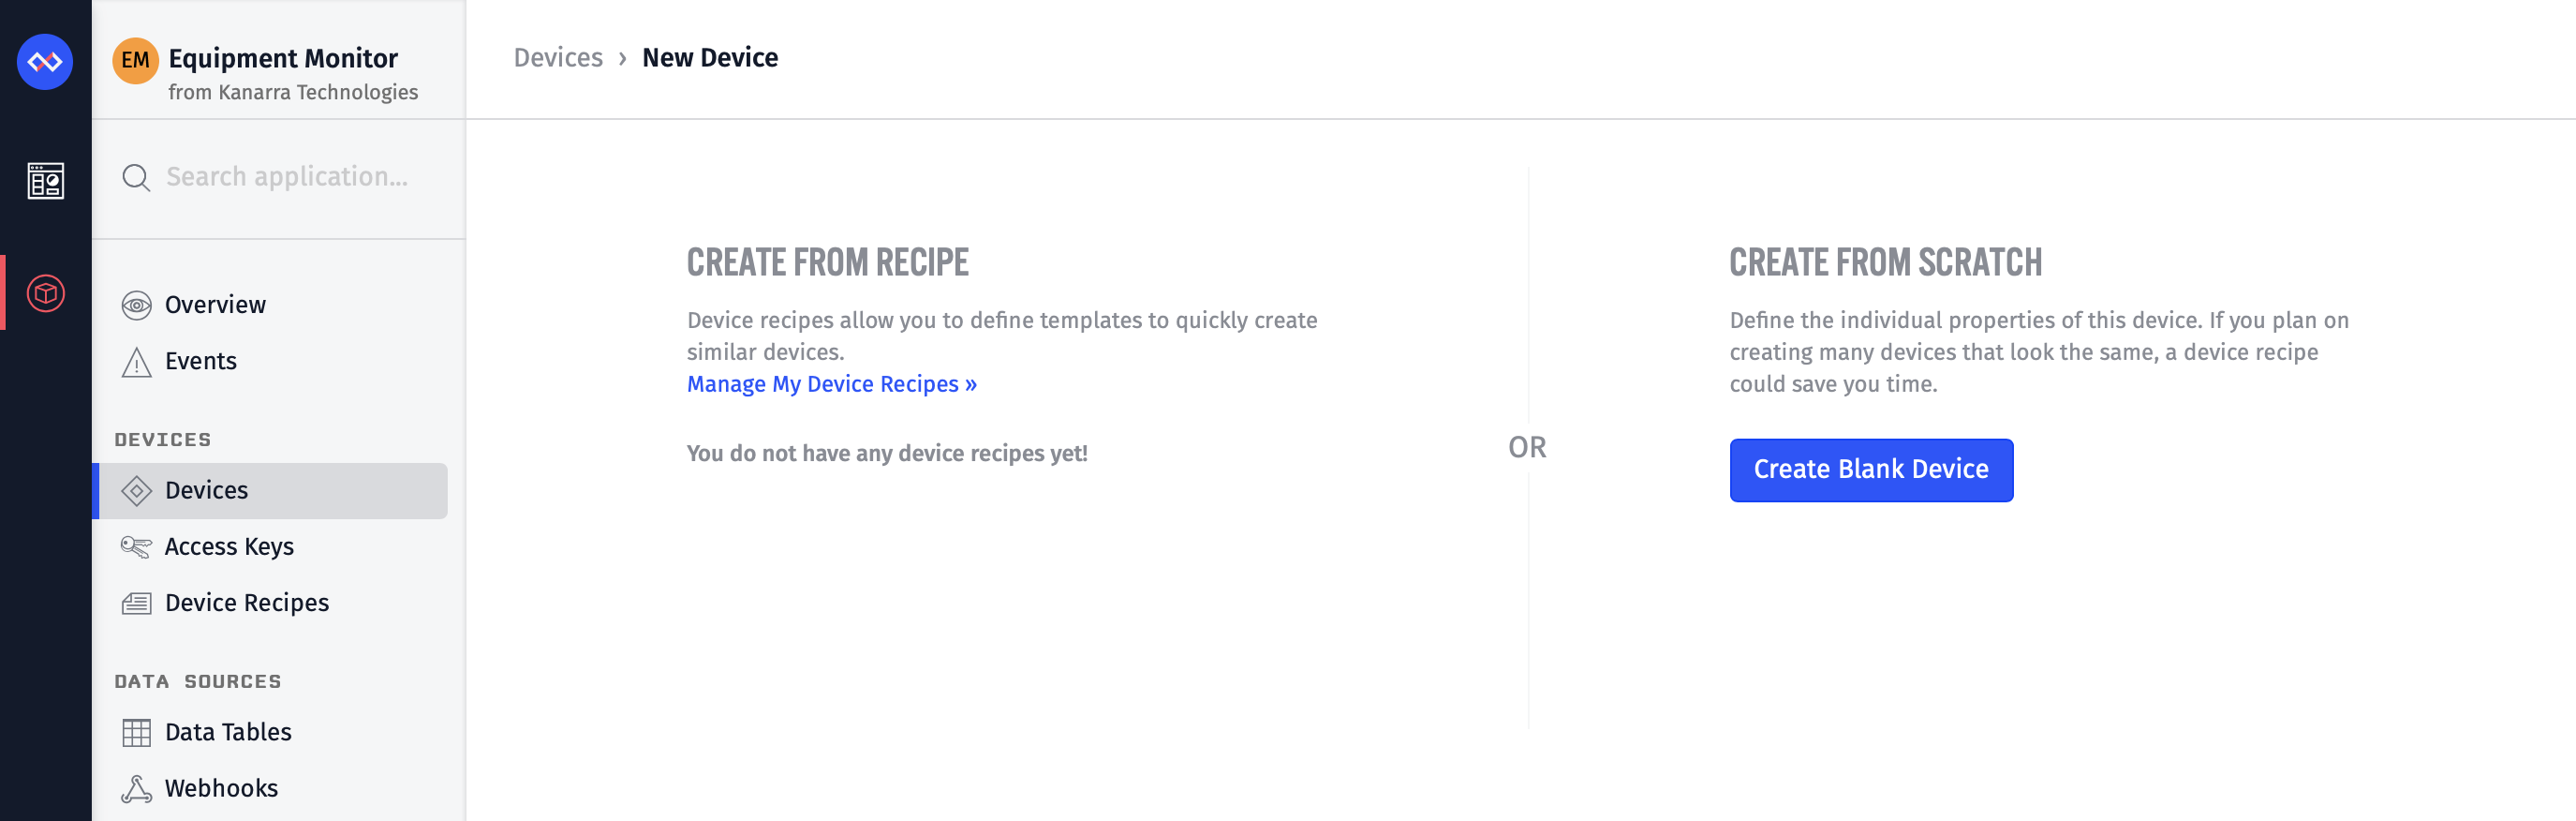 EM
Equipment Monitor
from Kanarra Technologies
Search application...
Overview
Events
DEVICES
Devices
Access Keys
Device Recipes
DATA SOURCES
Data Tables
Webhooks
Devices › New Device
CREATE FROM RECIPE
Device recipes allow you to define templates to quickly create
similar devices.
Manage My Device Recipes »
You do not have any device recipes yet!
OR
CREATE FROM SCRATCH
Define the individual properties of this device. If you plan on
creating many devices that look the same, a device recipe
could save you time.
Create Blank Device